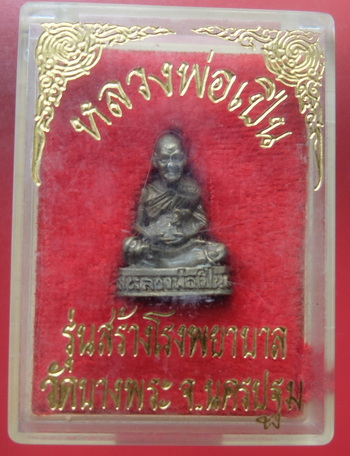 หลวงพ่อเปิ่น
หลวงพ่อเปิ่น
รุ่นสร้างโรงพยาบาล
วัดบางพระ จ.นครปฐม